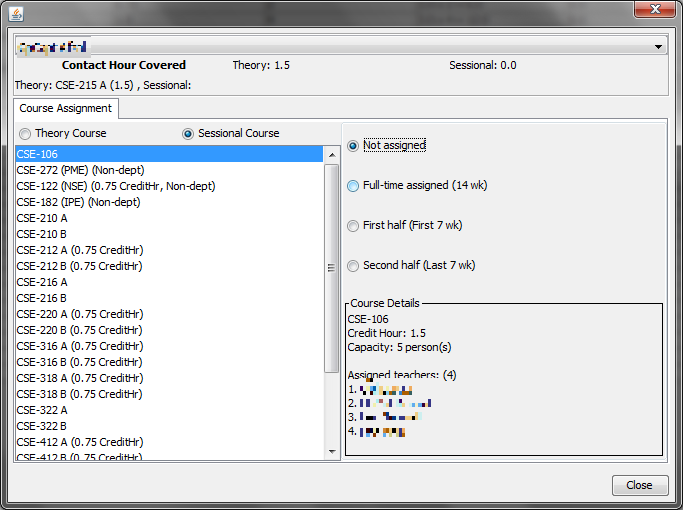 Contact Hour Covered Theory: 1.5 Sessional: 0.0
Theory: CSE-215 A (1.5) , Sessional:
Course Assignment
Theory Course Sessional Course
CSE-106
CSE-272 (PME) (Non-dept)
CSE-122 (NSE) (0.75 CreditHr, Non-dept)
CSE-182 (IPE) (Non-dept)
CSE-210 A
CSE-210 B
CSE-212 A (0.75 CreditHr)
CSE-212 B (0.75 CreditHr)
CSE-216 A
CSE-216 B
CSE-220 A (0.75 CreditHr)
CSE-220 B (0.75 CreditHr)
CSE-316 A (0.75 CreditHr)
CSE-316 B (0.75 CreditHr)
CSE-318 A (0.75 CreditHr)
CSE-318 B (0.75 CreditHr)
CSE-322 A
CSE-322 B
CSE-412 A (0.75 CreditHr)
CSE-412 B (0.75 CreditHr)
Not assigned
Full-time assigned (14 wk)
First half (First 7 wk)
Second half (Last 7 wk)
Course Details
CSE-106
Credit Hour: 1.5
Capacity: 5 person(s)
Assigned teachers: (4)
1.
2.
3.
4.
Close